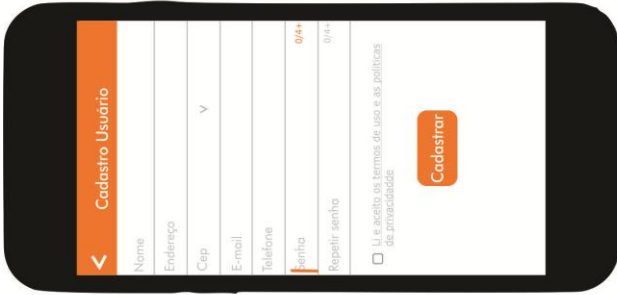 Cadastro Usuário
Nome
Endereço
Cep
E-mail
Telefone
Senha 0/4+
Repetir senha 0/4+
Li e aceito os termos de uso e as políticas
de privacidadde
Cadastrar